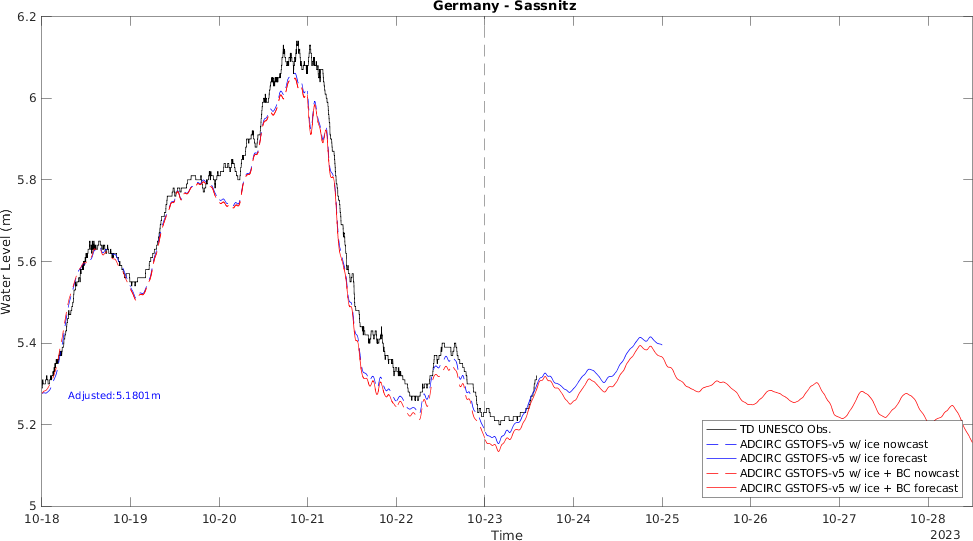 Germany - Sassnitz
6.2
6
5.8
5.6
5.4
5.2
5
Water Level (m)
Adjusted:5.1801m
TD UNESCO Obs.
ADCIRC GSTOFS-v5 w/ ice nowcast
ADCIRC GSTOFS-v5 w/ ice forecast
ADCIRC GSTOFS-v5 w/ ice + BC nowcast
ADCIRC GSTOFS-v5 w/ ice + BC forecast
10-18 10-19 10-20 10-21 10-22 10-23 10-24 10-25 10-26 10-27 10-28
Time
2023